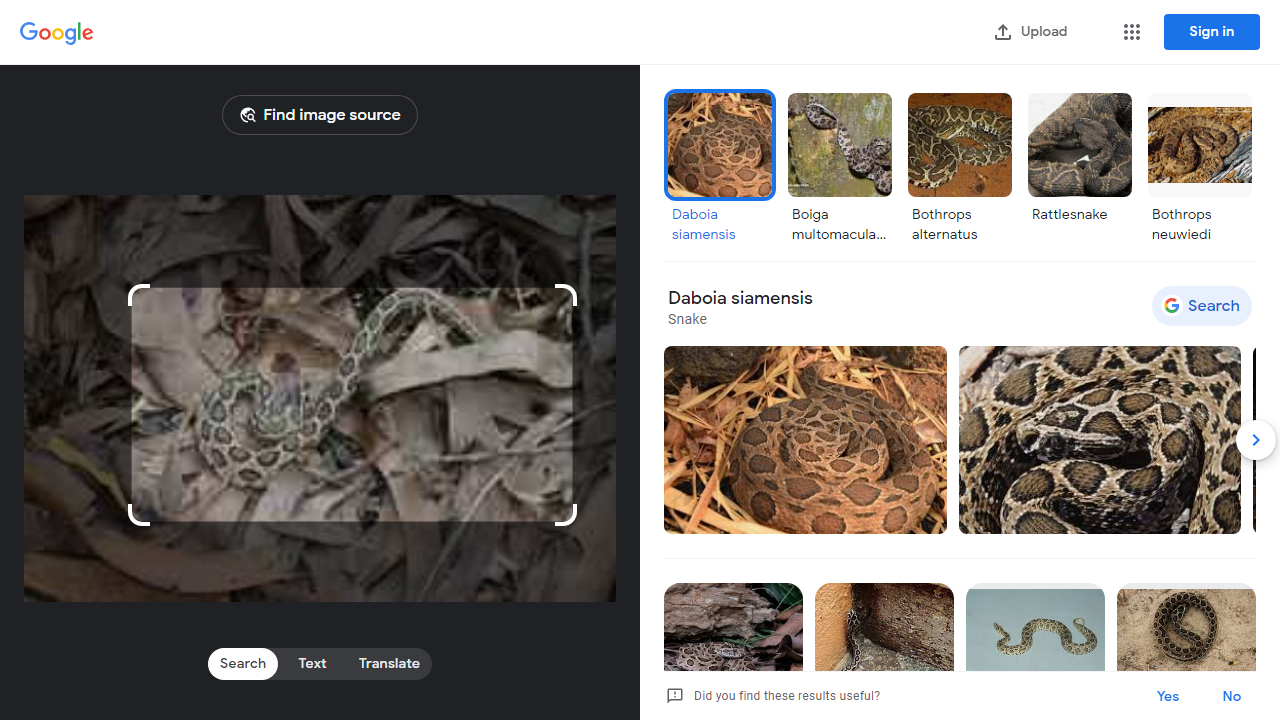 Google
Upload
Sign in
Find image source
Daboia
siamensis
Boiga
multomacula...
Bothrops
alternatus
Rattlesnake
Bothrops
neuwiedi
Daboia siamensis
Snake
Search
Search
Text
Translate
Did you find these results useful?
Yes
No